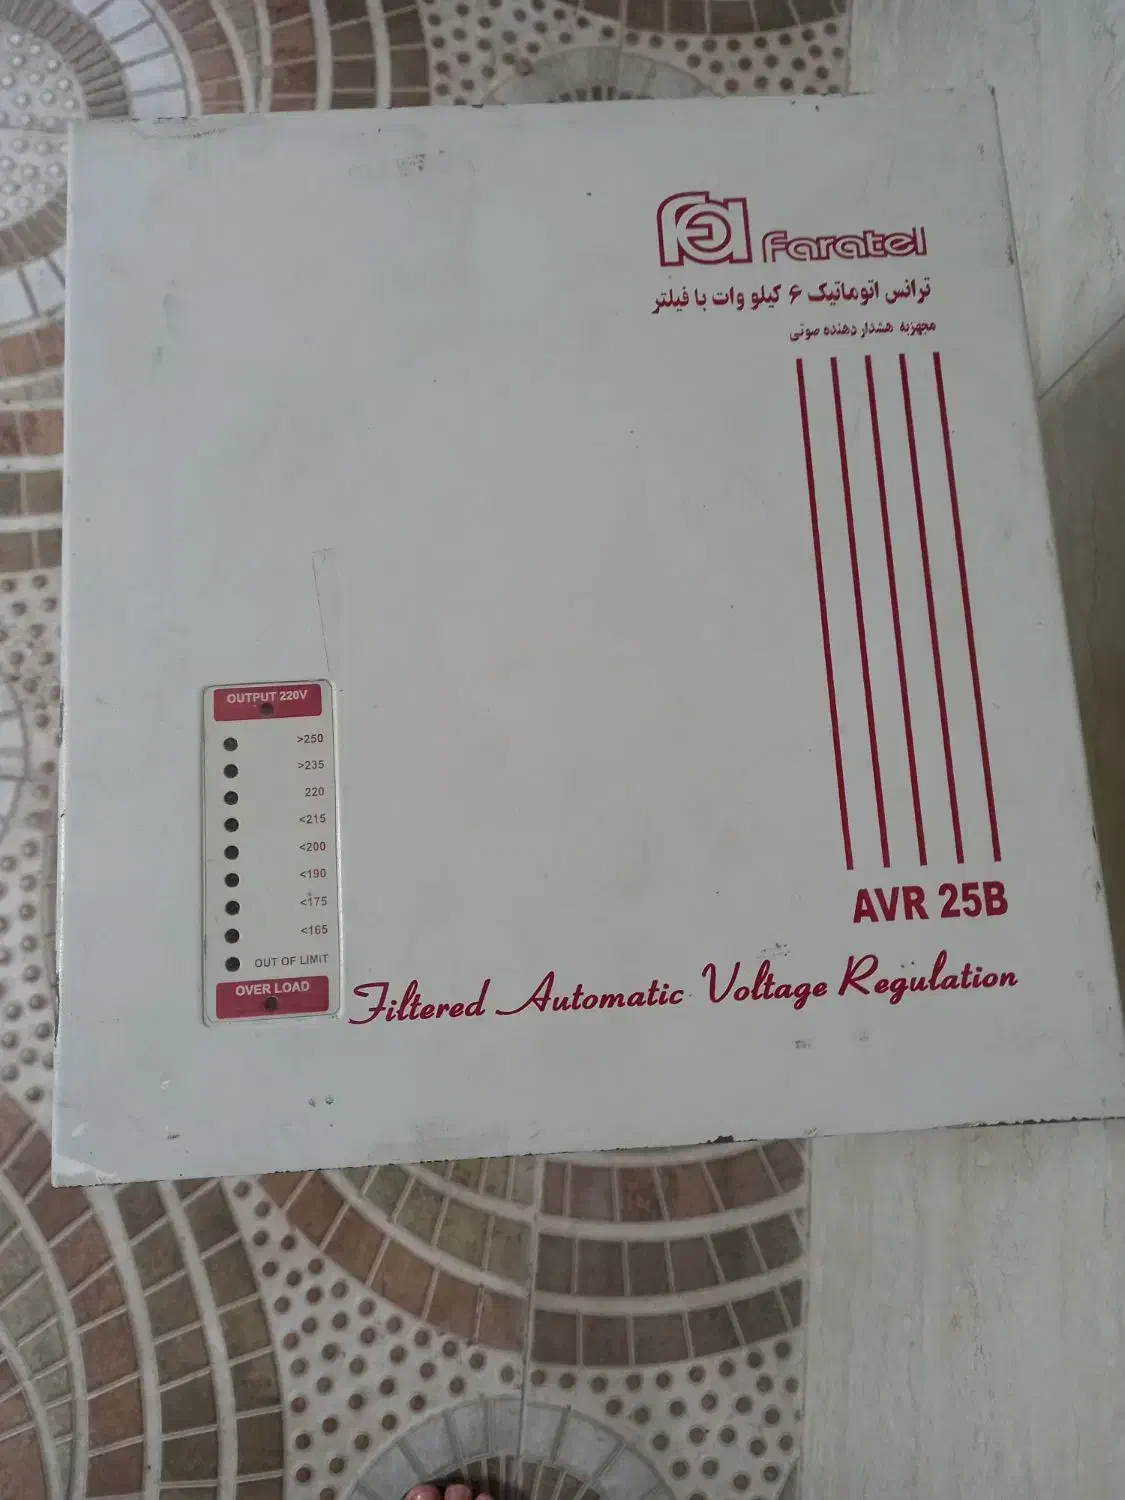 faratel
ترانس اتوماتیک ۶ کیلو وات با فیلتر
مجهزبه هشدار دهنده صوتی
OUTPUT 220V
>250
>235
220
<215
<200
<190
<175
<165
OUT OF LIMIT
OVER LOAD
AVR 25B
Filtered Automatic Voltage Regulation